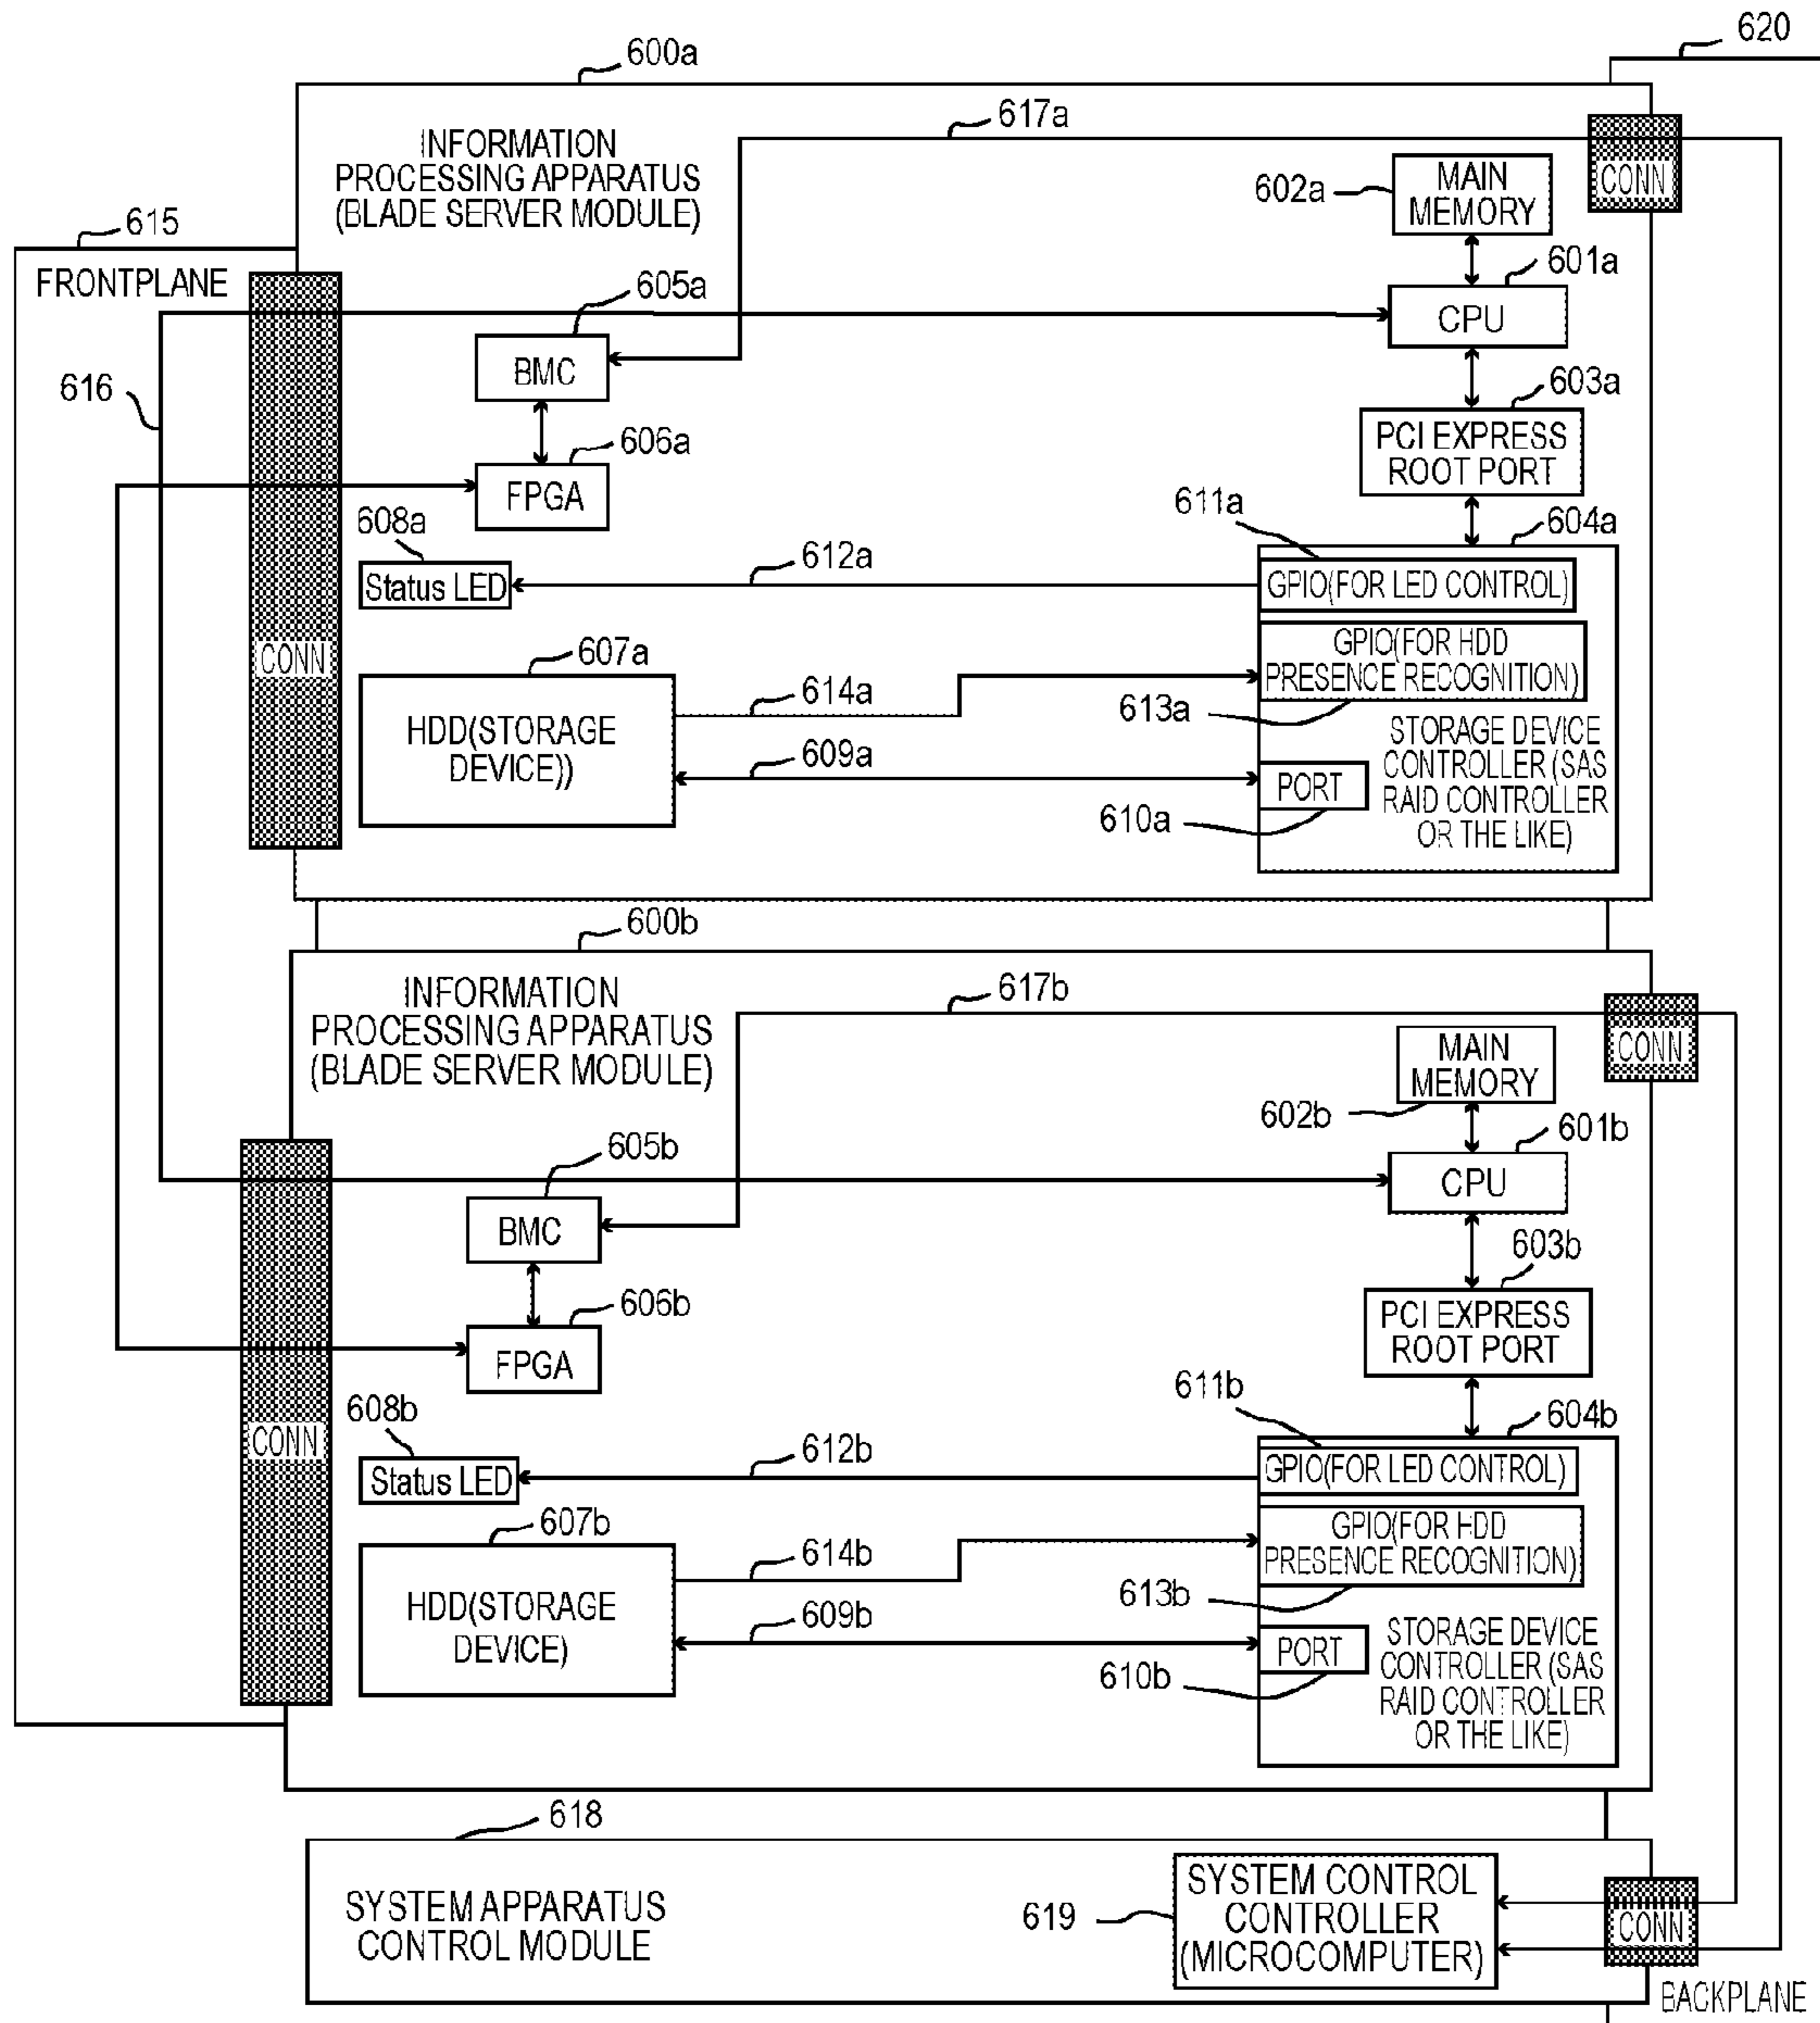 620
600a
617a
INFORMATION
PROCESSING APPARATUS
(BLADE SERVER MODULE)
CONN
602a
MAIN
MEMORY
615
FRONTPLANE
605a
601a
CPU
BMC
616
603a
606a
PCI EXPRESS
ROOT PORT
FPGA
611a
608a
604a
612a
Status LED
GPIO(FOR LED CONTROL)
CONN
607a
GPIO(FOR HDD
PRESENCE RECOGNITION)
614a
613a
HDD(STORAGE
DEVICE))
STORAGE DEVICE
CONTROLLER (SAS
RAID CONTROLLER
OR THE LIKE)
609a
PORT
610a
600b
617b
INFORMATION
PROCESSING APPARATUS
(BLADE SERVER MODULE)
CONN
MAIN
MEMORY
602b
605b
601b
CPU
BMC
603b
606b
PCI EXPRESS
ROOT PORT
FPGA
611b
608b
604b
CONN
612b
Status LED
GPIO(FOR LED CONTROL)
607b
GPIO(FOR HDD
PRESENCE RECOGNITION)
614b
613b
HDD(STORAGE
DEVICE)
609b
STORAGE DEVICE
CONTROLLER (SAS
RAID CONTROLLER
OR THE LIKE)
PORT
610b
618
SYSTEM APPARATUS
CONTROL MODULE
619
SYSTEM CONTROL
CONTROLLER
(MICROCOMPUTER)
CONN
BACKPLANE